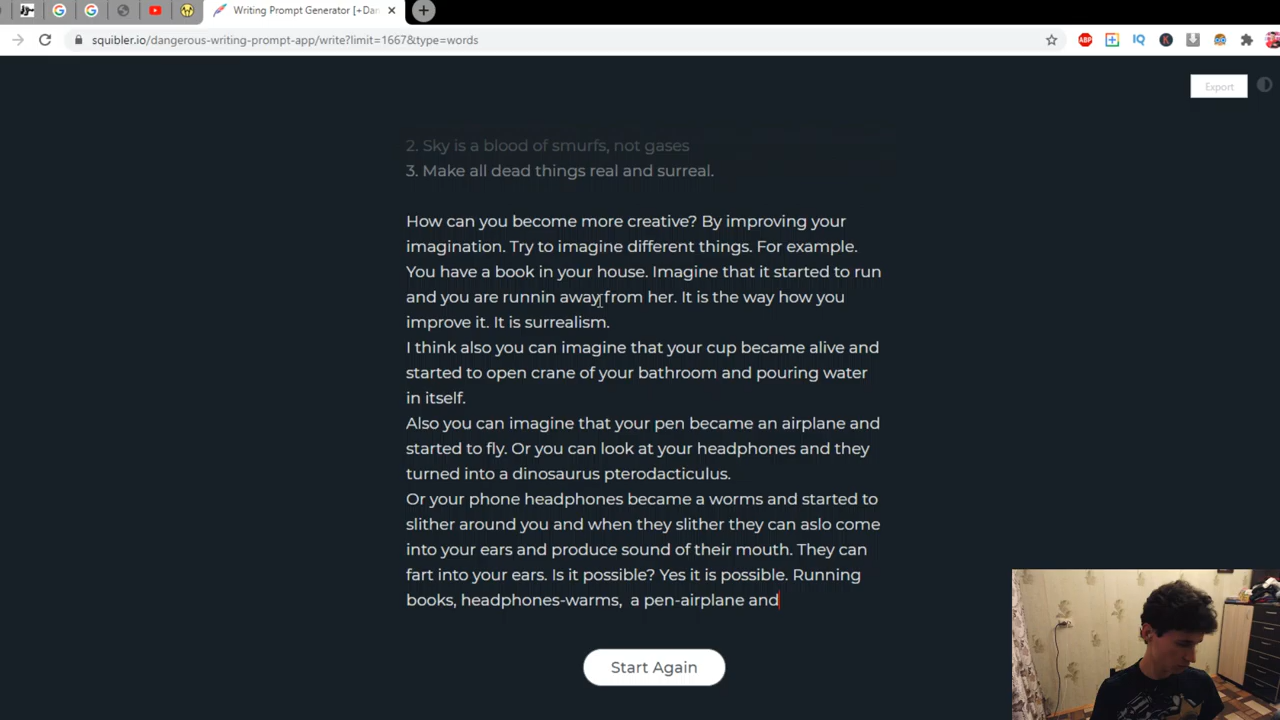 Writing Prompt Generator [+Dan
squibler.io/dangerous-writing-prompt-app/write?limit=1667&type=words
ABP
IQ
K
Export
2. Sky is a blood of smurfs, not gases
3. Make all dead things real and surreal.
How can you become more creative? By improving your
imagination. Try to imagine different things. For example.
You have a book in your house. Imagine that it started to run
and you are runnin away from her. It is the way how you
improve it. It is surrealism.
I think also you can imagine that your cup became alive and
started to open crane of your bathroom and pouring water
in itself.
Also you can imagine that your pen became an airplane and
started to fly. Or you can look at your headphones and they
turned into a dinosaurus pterodacticulus.
Or your phone headphones became a worms and started to
slither around you and when they slither they can aslo come
into your ears and produce sound of their mouth. They can
fart into your ears. Is it possible? Yes it is possible. Running
books, headphones-warms,  a pen-airplane and
Start Again